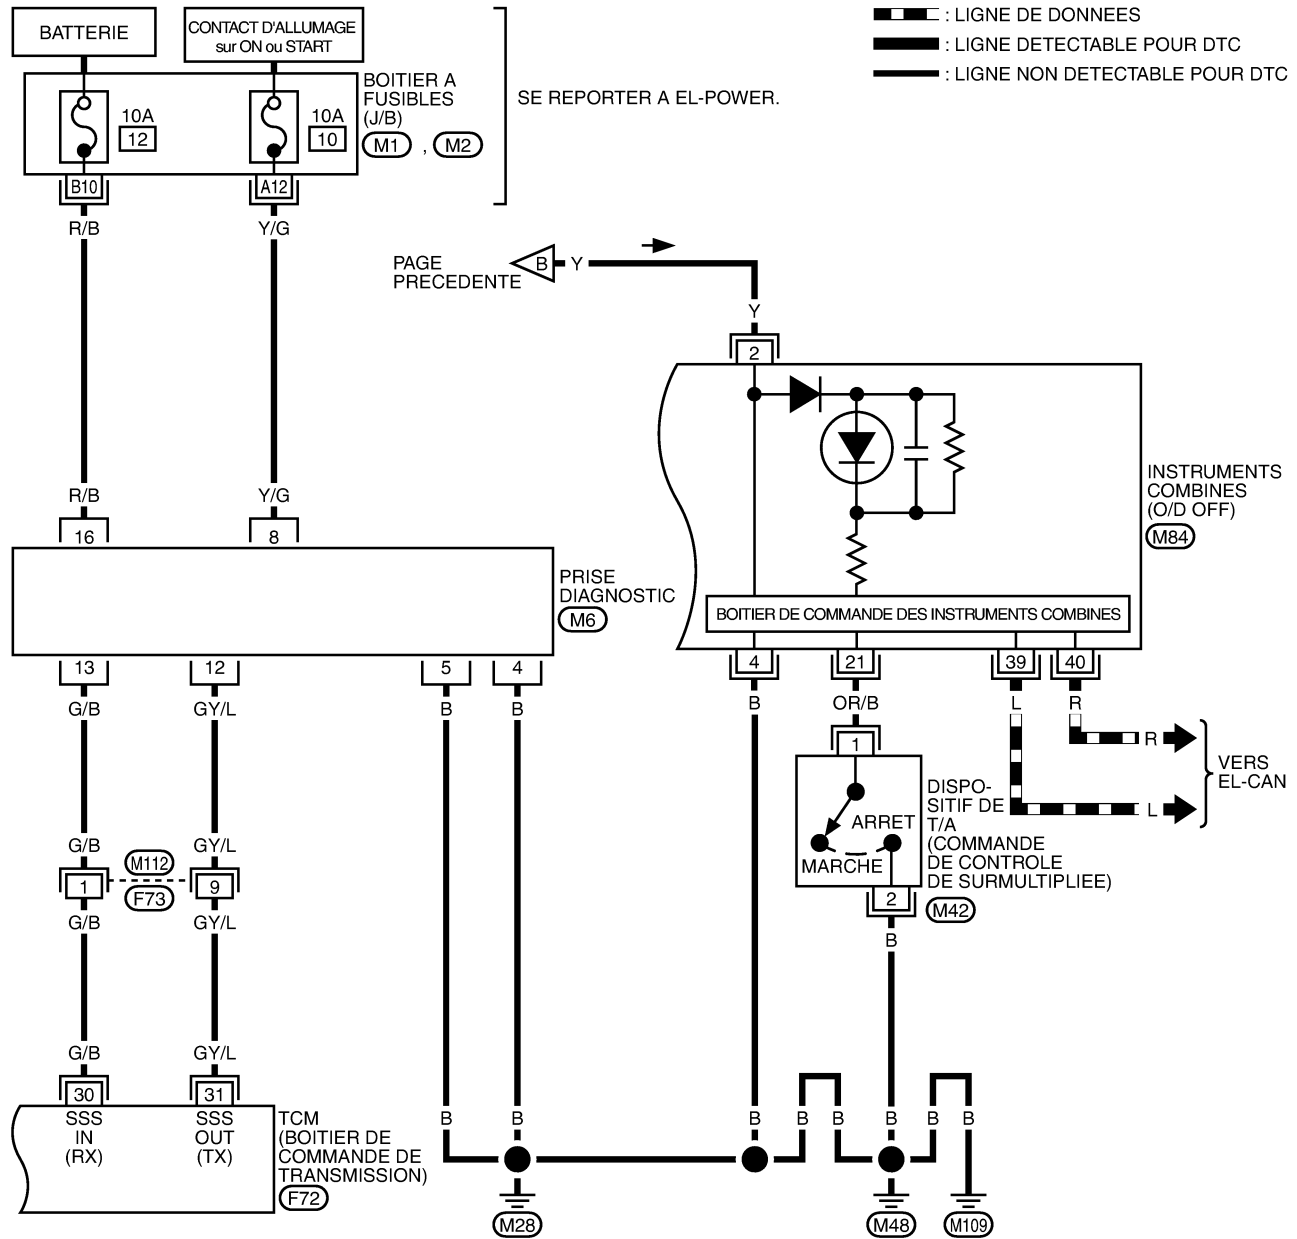 BATTERIE
CONTACT D'ALLUMAGE
sur ON ou START
: LIGNE DE DONNEES
: LIGNE DETECTABLE POUR DTC
: LIGNE NON DETECTABLE POUR DTC
BOITIER A
FUSIBLES
(J/B)
M1 , M2
10A
12
10A
10
SE REPORTER A EL-POWER.
B10
A12
R/B
Y/G
PAGE
PRECEDENTE
B
Y
Y
2
R/B
Y/G
16
8
INSTRUMENTS
COMBINES
(O/D OFF)
M84
PRISE
DIAGNOSTIC
M6
BOITIER DE COMMANDE DES INSTRUMENTS COMBINES
13
12
5
4
4
21
39
40
G/B
GY/L
B
B
B
OR/B
L
R
1
R
L
VERS
EL-CAN
ARRET
MARCHE
DISPO-
SITIF DE
T/A
(COMMANDE
DE CONTROLE
DE SURMULTIPLIEE)
M42
2
B
G/B
GY/L
M112
1
9
F73
G/B
GY/L
G/B
GY/L
30
31
SSS
IN
(RX)
SSS
OUT
(TX)
TCM
(BOITIER DE
COMMANDE DE
TRANSMISSION)
F72
B
B
B
B
B
B
B
B
M28
M48
M109